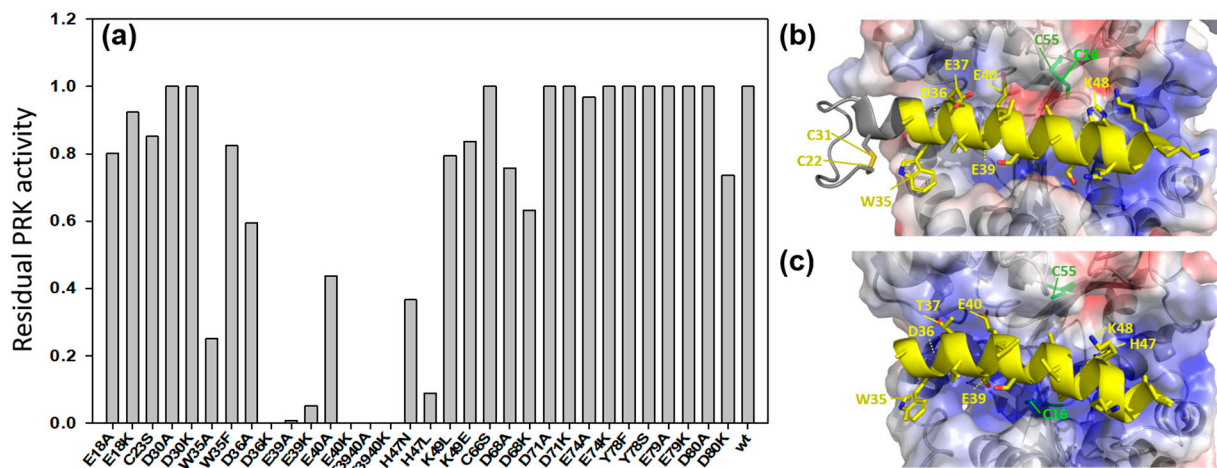 (a)
Residual PRK activity
1.2
1.0
0.8
0.6
0.4
0.2
0.0
E18A
E18K
C23S
D30A
D30K
W35A
W35F
D36A
D36K
E39A
E39K
E40A
E40K
E3940A
E3940K
H47N
H47L
K49L
K49E
C66S
D68A
D68K
D71A
D71K
E74A
E74K
Y78F
Y78S
E79A
E79K
D80A
D80K
wt
(b)
C55
C16
E37
E40
D36
K48
C31
C22
E39
W35
(c)
C55
T37
E40
D36
K48
H47
W35
E39
C16